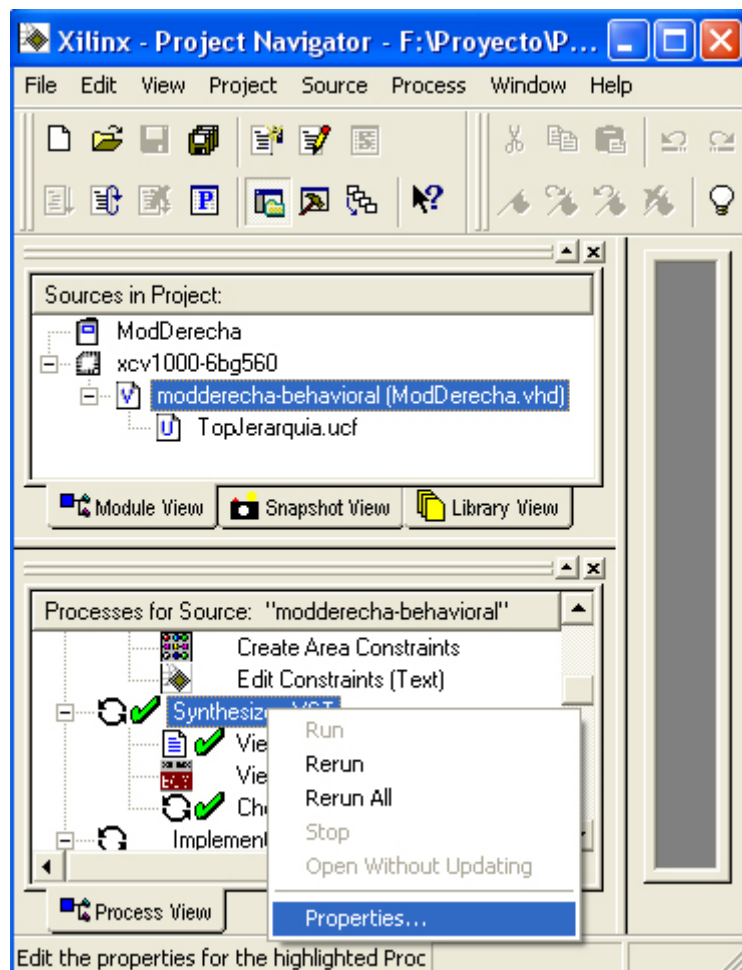 Xilinx - Project Navigator - F:\Proyecto\P...
File Edit View Project Source Process Window Help
Sources in Project:
ModDerecha
xcv1000-6bg560
modderecha-behavioral (ModDerecha.vhd)
TopJerarquia.ucf
Module View Snapshot View Library View
Processes for Source: "modderecha-behavioral"
Create Area Constraints
Edit Constraints (Text)
Synthesize
Run
Vie
Rerun
Vie
Rerun All
Che
Stop
Implement
Open Without Updating
Process View
Properties...
Edit the properties for the highlighted Proc